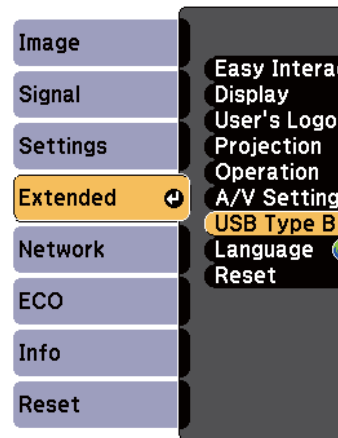 Image
Signal
Settings
Extended
Network
ECO
Info
Reset
Easy Interac
Display
User's Logo
Projection
Operation
A/V Setting
USB Type B
Language
Reset